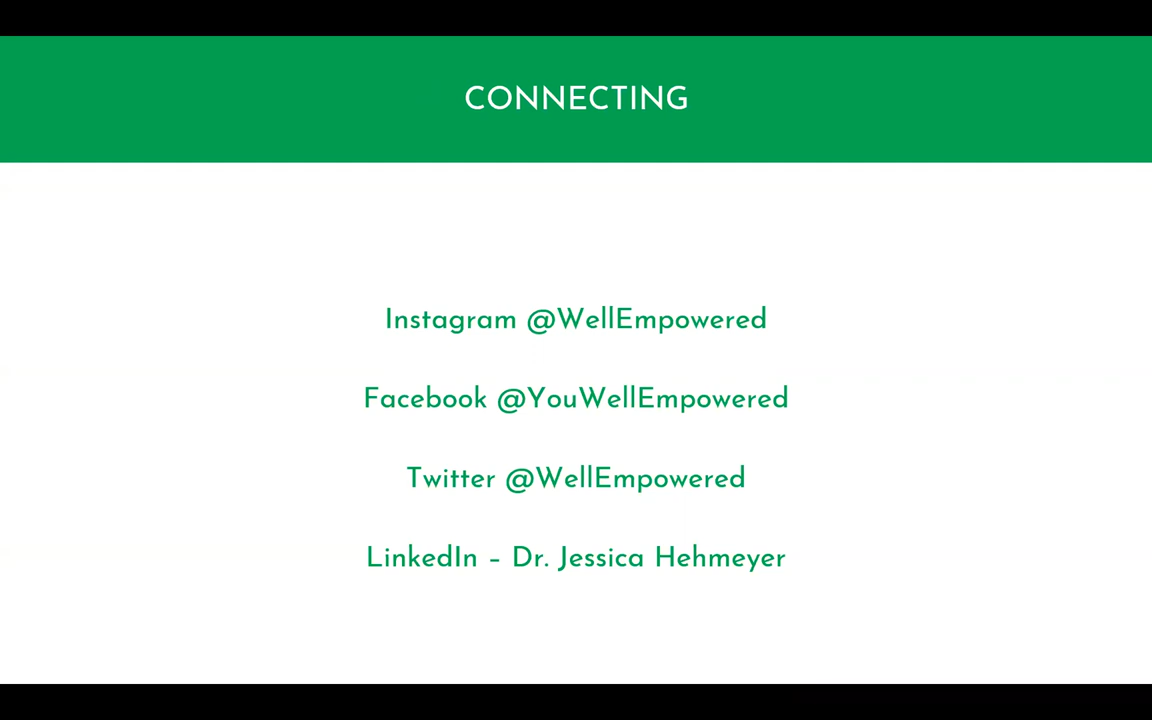 CONNECTING
Instagram @WellEmpowered
Facebook @YouWellEmpowered
Twitter @WellEmpowered
LinkedIn – Dr. Jessica Hehmeyer